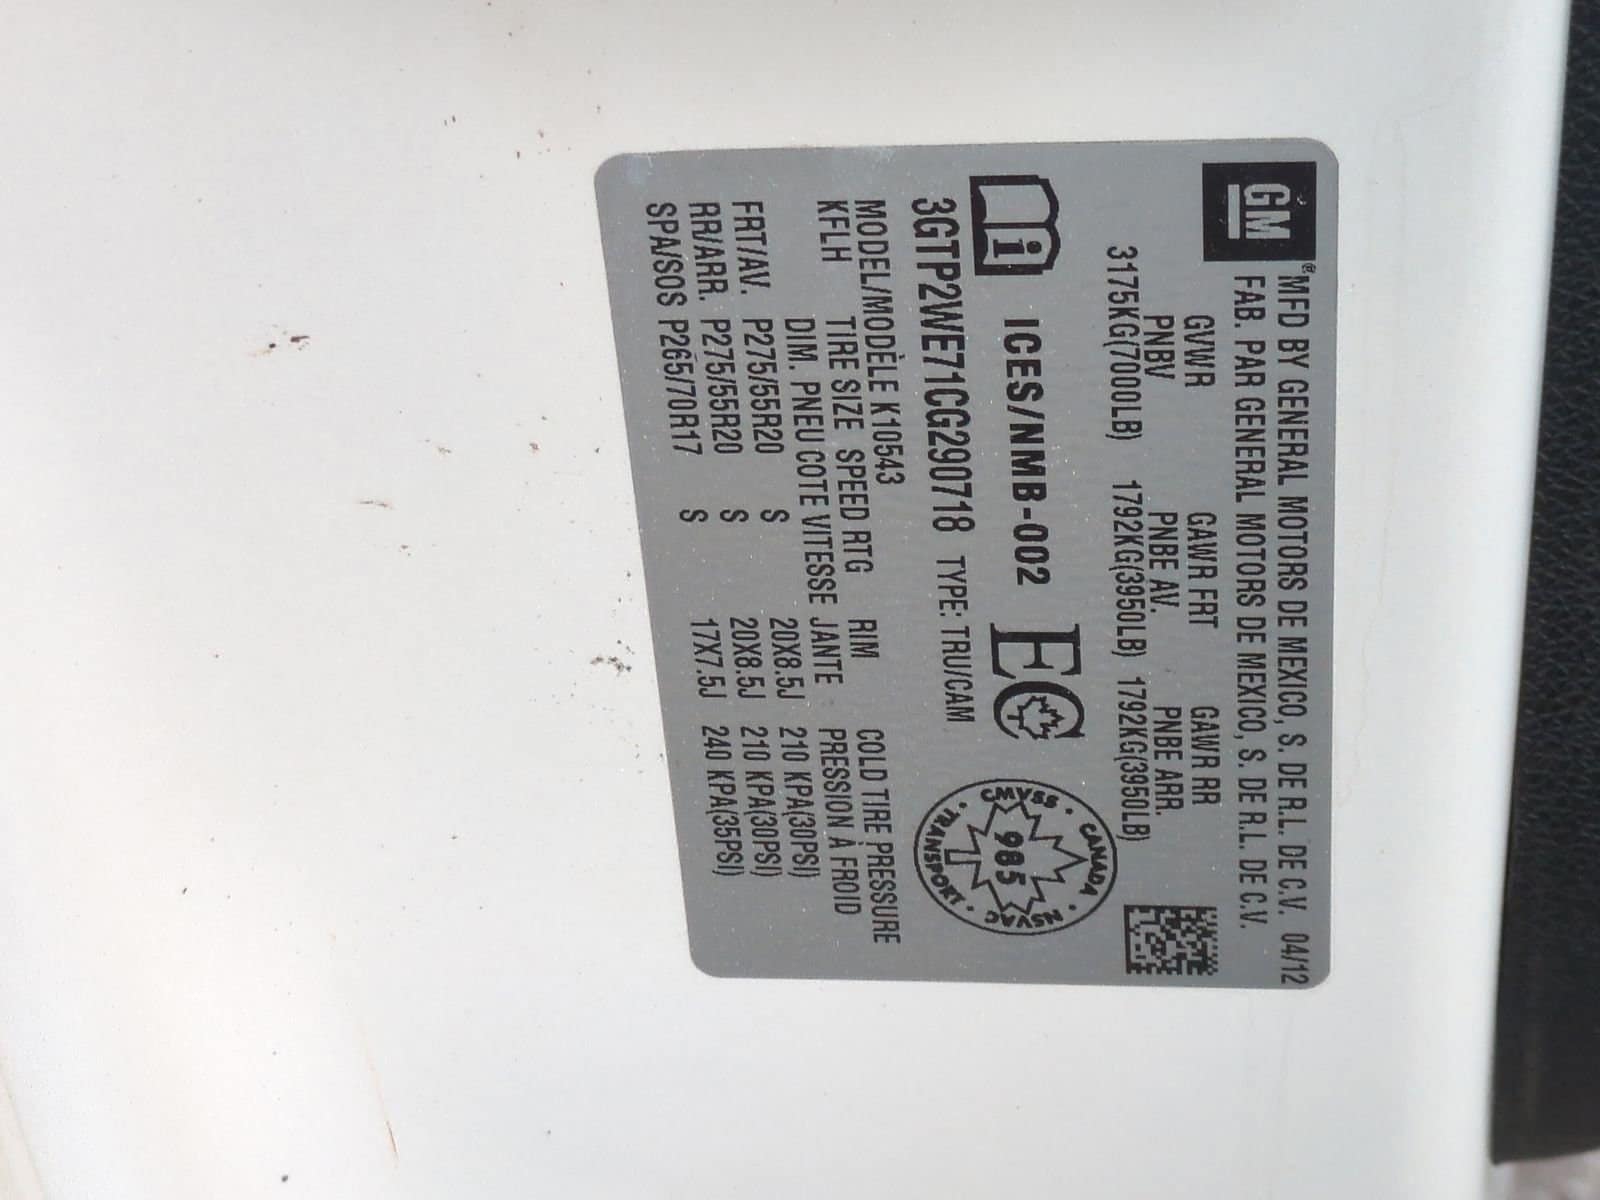 GM
® MFD BY GENERAL MOTORS DE MEXICO, S. DE R.L. DE C.V. 04/12
FAB. PAR GENERAL MOTORS DE MEXICO, S. DE R.L. DE C.V.
GVWR GAWR FRT GAWR RR
PNBV PNBE AV. PNBE ARR.
3175KG(7000LB) 1792KG(3950LB) 1792KG(3950LB)
i ICES/NMB-002 EC
CANADA · CMVSS · TRANSPORT · NSVAC ·
985
3GTP2WE71CG290718 TYPE: TRU/CAM
MODEL/MODÈLE K10543
KFLH TIRE SIZE SPEED RTG RIM COLD TIRE PRESSURE
DIM. PNEU COTE VITESSE JANTE PRESSION À FROID
FRT/AV. P275/55R20 S 20X8.5J 210 KPA(30PSI)
RR/ARR. P275/55R20 S 20X8.5J 210 KPA(30PSI)
SPA/SOS P265/70R17 S 17X7.5J 240 KPA(35PSI)